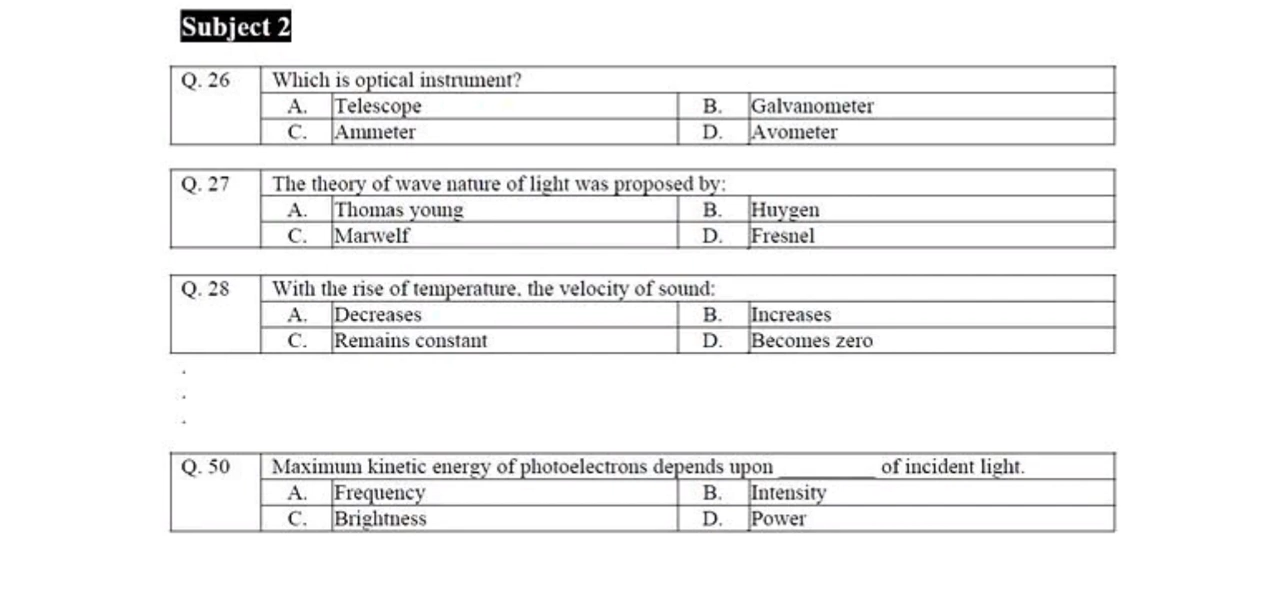 Subject 2
Q. 26 Which is optical instrument?
A. Telescope B. Galvanometer
C. Ammeter D. Avometer
Q. 27 The theory of wave nature of light was proposed by:
A. Thomas young B. Huygen
C. Marwelf D. Fresnel
Q. 28 With the rise of temperature, the velocity of sound:
A. Decreases B. Increases
C. Remains constant D. Becomes zero
.
.
.
Q. 50 Maximum kinetic energy of photoelectrons depends upon __________ of incident light.
A. Frequency B. Intensity
C. Brightness D. Power